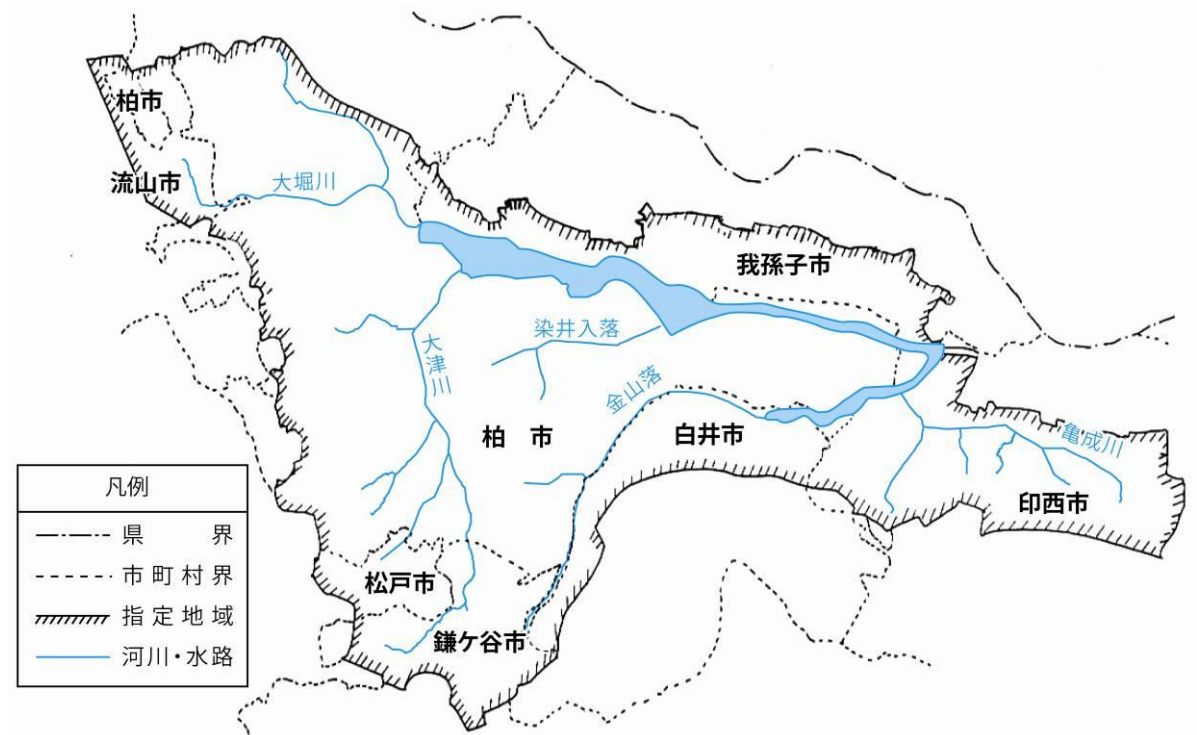 柏市
流山市
大堀川
我孫子市
染井入落
大津川
金山落
柏 市
白井市
亀成川
印西市
松戸市
鎌ケ谷市
凡例
県 界
市町村界
指定地域
河川・水路